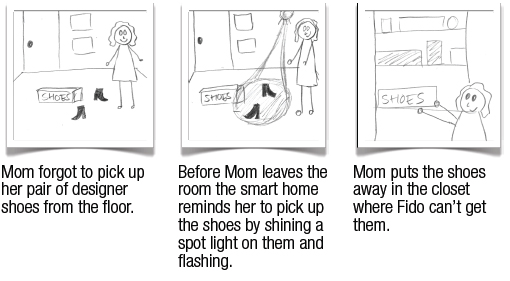 SHOES
SHOES
SHOES
Mom forgot to pick up
her pair of designer
shoes from the floor.
Before Mom leaves the
room the smart home
reminds her to pick up
the shoes by shining a
spot light on them and
flashing.
Mom puts the shoes
away in the closet
where Fido can't get
them.